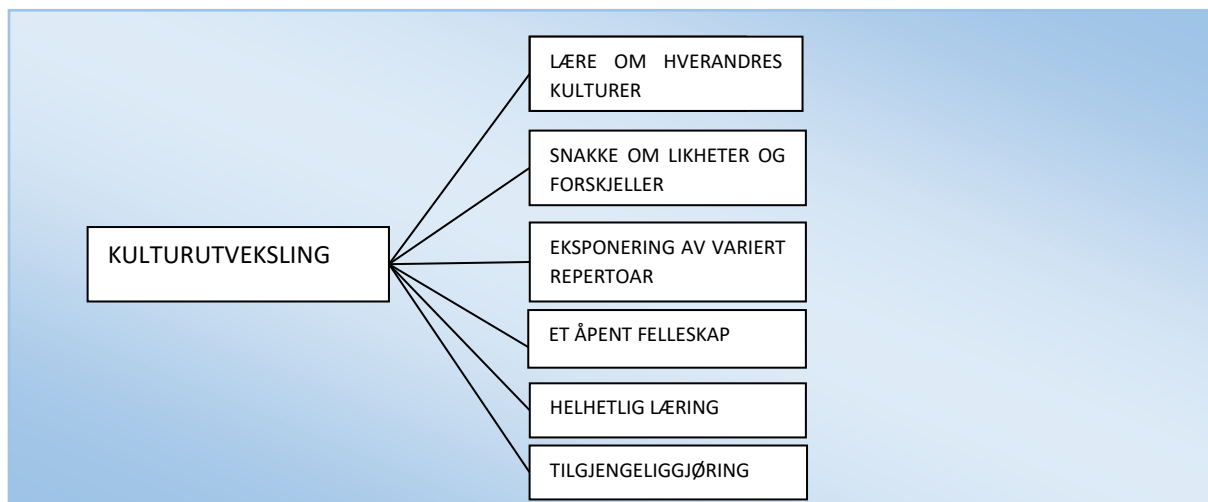 LÆRE OM HVERANDRES
KULTURER
SNAKKE OM LIKHETER OG
FORSKJELLER
KULTURUTVEKSLING
EKSPONERING AV VARIERT
REPERTOAR
ET ÅPENT FELLESKAP
HELHETLIG LÆRING
TILGJENGELIGGJØRING